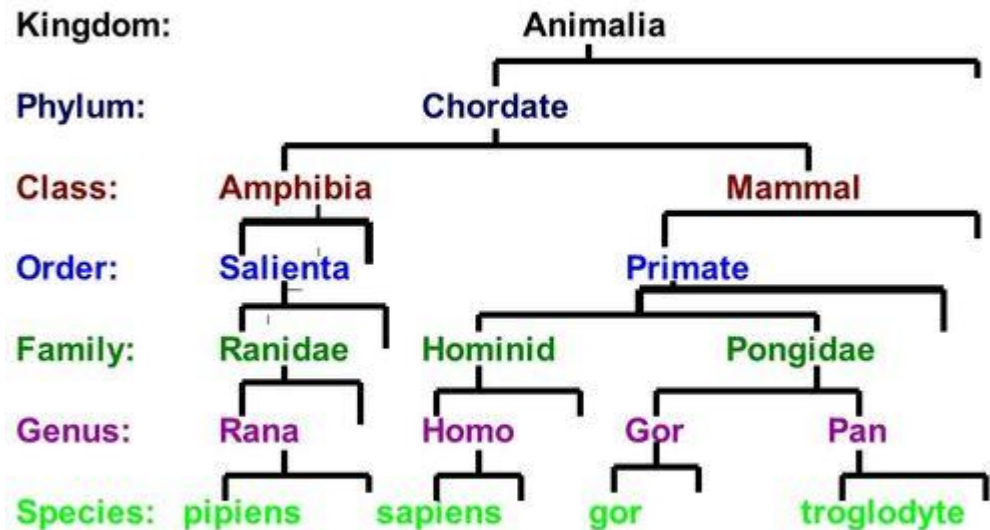 Kingdom: Animalia
Phylum: Chordate
Class: Amphibia Mammal
Order: Salienta Primate
Family: Ranidae Hominid Pongidae
Genus: Rana Homo Gor Pan
Species: pipiens sapiens gor troglodyte